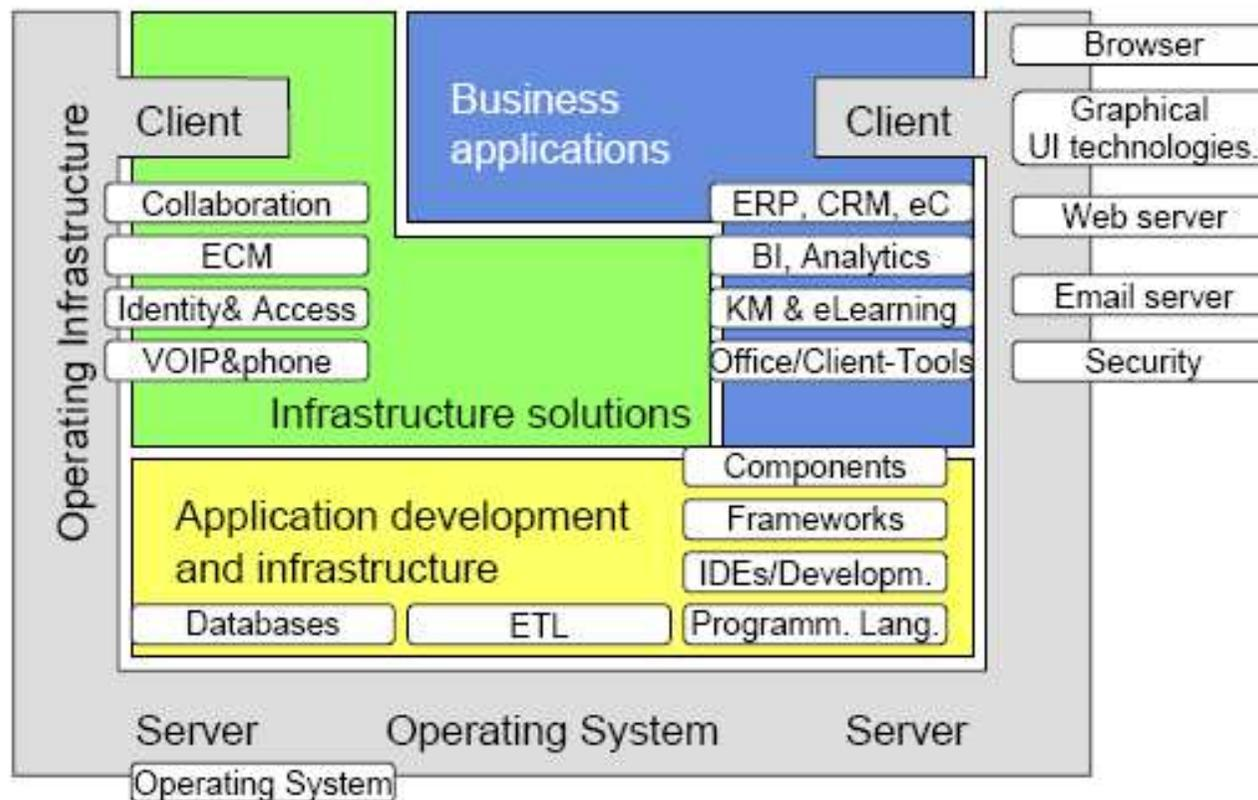 Browser
Client
Business
applications
Client
Graphical
UI technologies.
Operating Infrastructure
Collaboration
ERP, CRM, eC
Web server
ECM
BI, Analytics
Identity& Access
KM & eLearning
Email server
VOIP&phone
Office/Client-Tools
Security
Infrastructure solutions
Components
Application development
and infrastructure
Frameworks
IDEs/Developm.
Databases
ETL
Programm. Lang.
Server
Operating System
Server
Operating System